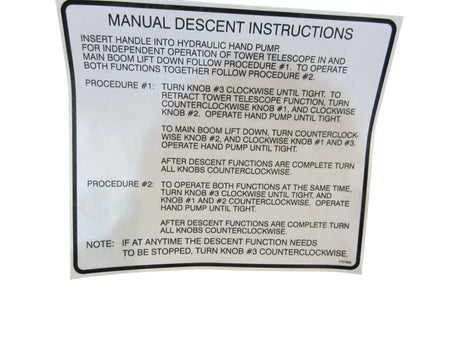 MANUAL DESCENT INSTRUCTIONS
INSERT HANDLE INTO HYDRAULIC HAND PUMP.
FOR INDEPENDENT OPERATION OF TOWER TELESCOPE IN AND
MAIN BOOM LIFT DOWN FOLLOW PROCEDURE #1. TO OPERATE
BOTH FUNCTIONS TOGETHER FOLLOW PROCEDURE #2.
PROCEDURE #1: TURN KNOB #3 CLOCKWISE UNTIL TIGHT. TO
RETRACT TOWER TELESCOPE FUNCTION, TURN
COUNTERCLOCKWISE KNOB #1, AND CLOCKWISE
KNOB #2. OPERATE HAND PUMP UNTIL TIGHT.
TO MAIN BOOM LIFT DOWN, TURN COUNTERCLOCK-
WISE KNOB #2, AND CLOCKWISE KNOB #1 AND #3.
OPERATE HAND PUMP UNTIL TIGHT.
AFTER DESCENT FUNCTIONS ARE COMPLETE TURN
ALL KNOBS COUNTERCLOCKWISE.
PROCEDURE #2: TO OPERATE BOTH FUNCTIONS AT THE SAME TIME,
TURN KNOB #3 CLOCKWISE UNTIL TIGHT, AND
KNOB #1 AND #2 COUNTERCLOCKWISE. OPERATE
HAND PUMP UNTIL TIGHT.
AFTER DESCENT FUNCTIONS ARE COMPLETE TURN
ALL KNOBS COUNTERCLOCKWISE.
NOTE: IF AT ANYTIME THE DESCENT FUNCTION NEEDS
TO BE STOPPED, TURN KNOB #3 COUNTERCLOCKWISE.